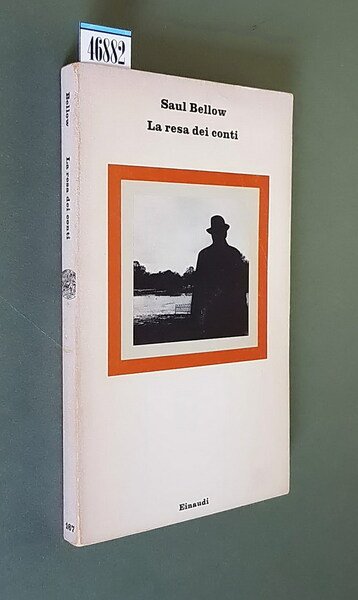 46882
Saul Bellow
La resa dei conti
Einaudi
Bellow
La resa dei conti
167